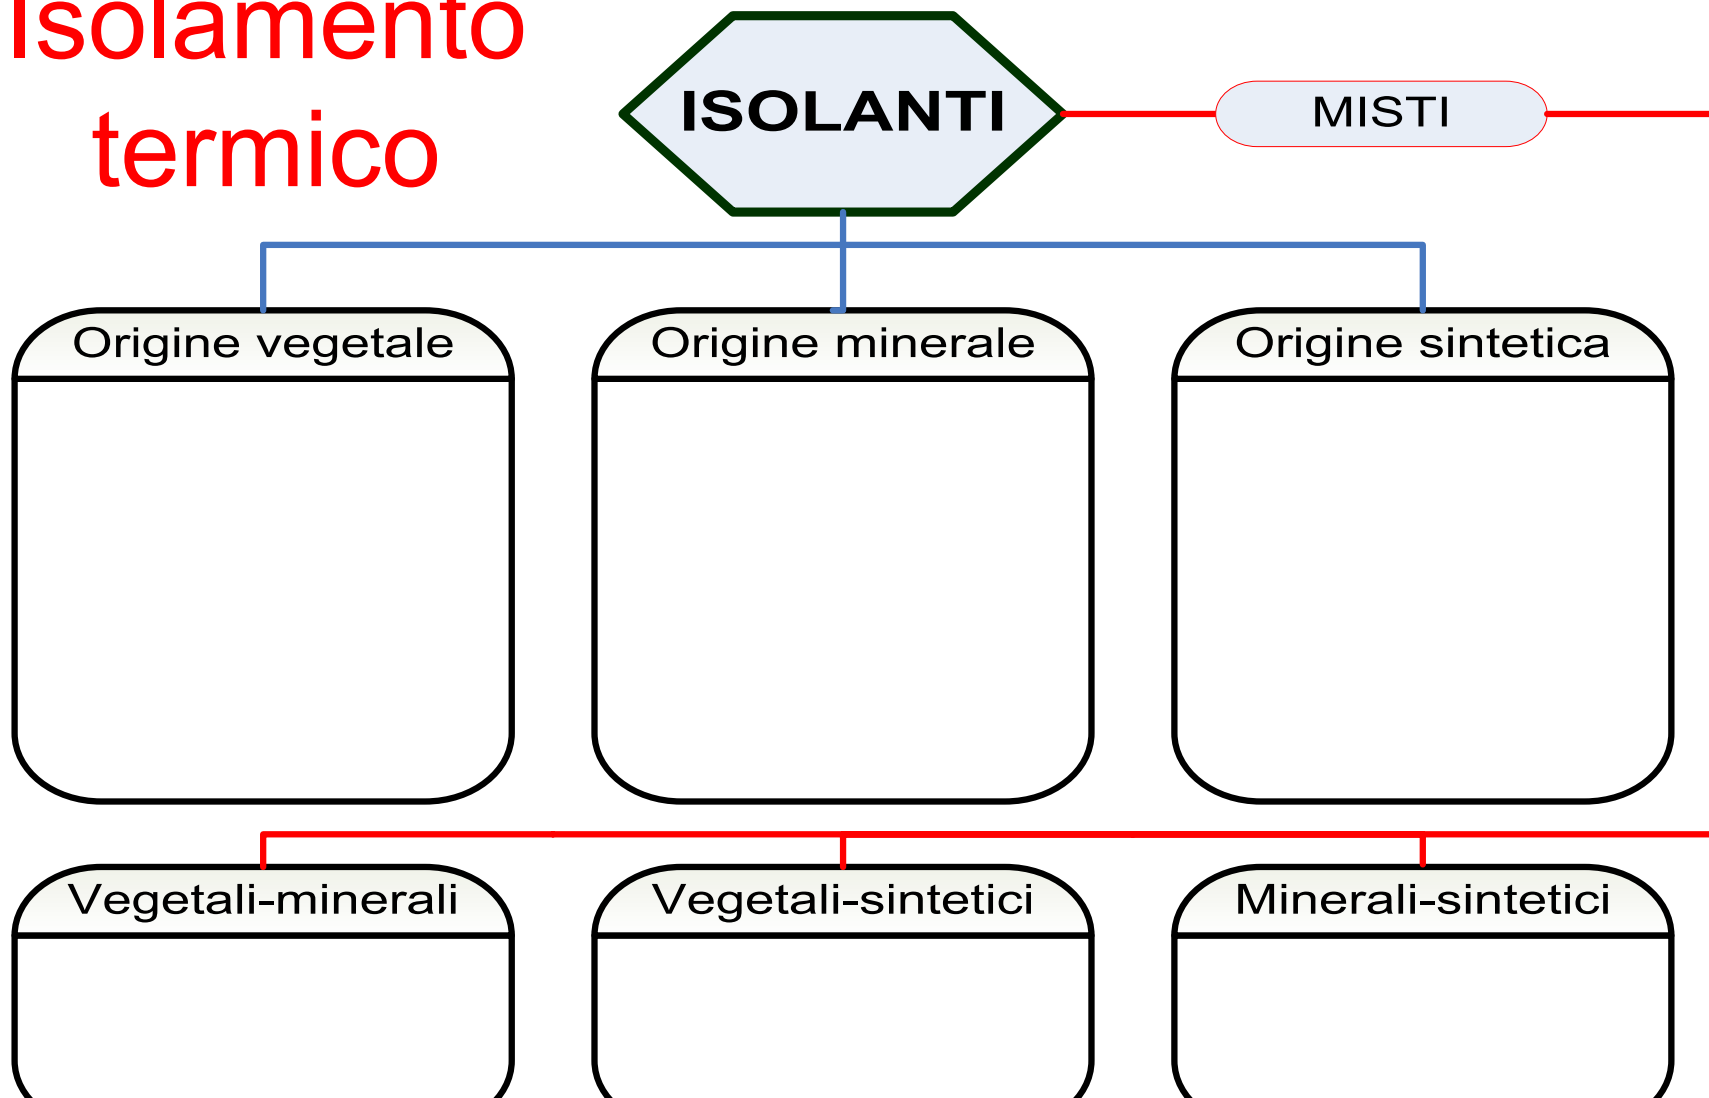 Isolamento
termico
ISOLANTI
MISTI
Origine vegetale
Origine minerale
Origine sintetica
Vegetali-minerali
Vegetali-sintetici
Minerali-sintetici